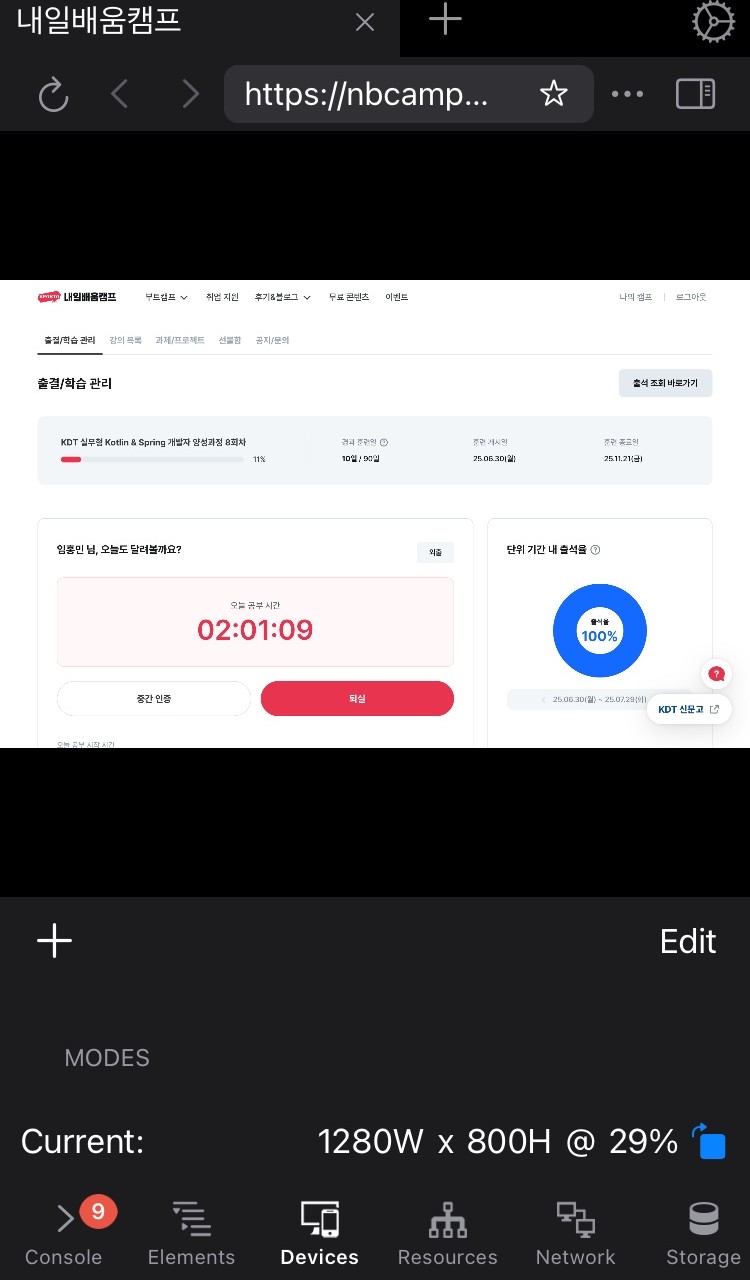 내일배움캠프
https://nbcamp...
내일배움캠프 부트캠프 취업 지원 후기&블로그 무료 콘텐츠 이벤트 나의 캠프 로그아웃
출결/학습 관리 강의 목록 과제/프로젝트 선물함 공지/문의
출결/학습 관리
출석 조회 바로가기
KDT 실무형 Kotlin & Spring 개발자 양성과정 8회차
11%
경과 훈련일 ?
10일 / 90일
훈련 개시일
25.06.30(월)
훈련 종료일
25.11.21(금)
임홍민 님, 오늘도 달려볼까요?
외출
오늘 공부 시간
02:01:09
중간 인증
퇴실
오늘 공부 시작 시간
단위 기간 내 출석율 ?
출석율
100%
25.06.30(월) ~ 25.07.29(화)
?
KDT 신문고
Edit
MODES
Current: 1280W x 800H @ 29%
9
Console Elements Devices Resources Network Storage